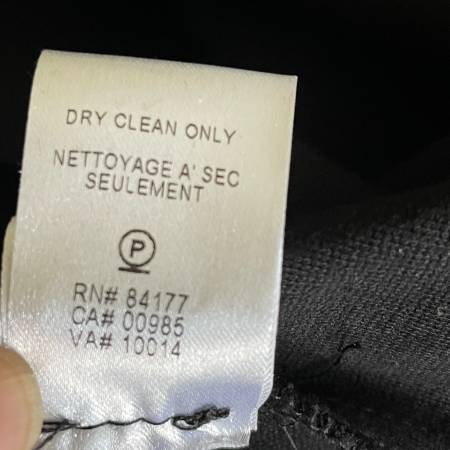 DRY CLEAN ONLY
NETTOYAGE A' SEC
SEULEMENT
P
RN# 84177
CA# 00985
VA# 10014